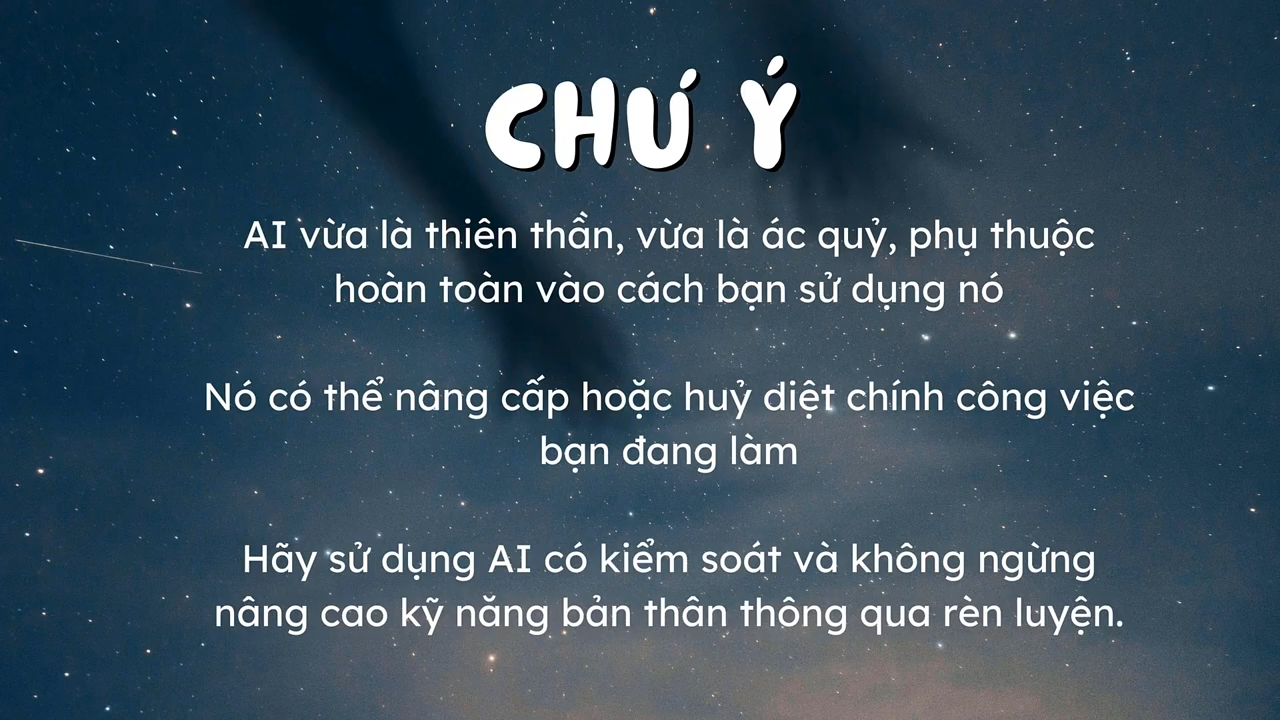 CHÚ Ý
AI vừa là thiên thần, vừa là ác quỷ, phụ thuộc
hoàn toàn vào cách bạn sử dụng nó
Nó có thể nâng cấp hoặc huỷ diệt chính công việc
bạn đang làm
Hãy sử dụng AI có kiểm soát và không ngừng
nâng cao kỹ năng bản thân thông qua rèn luyện.